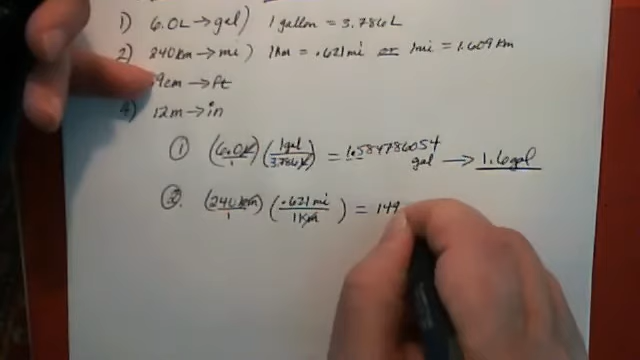 1) 6.0L → gal) 1 gallon = 3.786L
2) 240km → mi) 1Km = .621mi or 1mi = 1.609Km
9cm → ft
4) 12m → in
① (6.0L/1) (1gal/3.786L) = 1.584786054 gal → 1.6gal
②. (240km/1) (.621mi/1Km) = 149